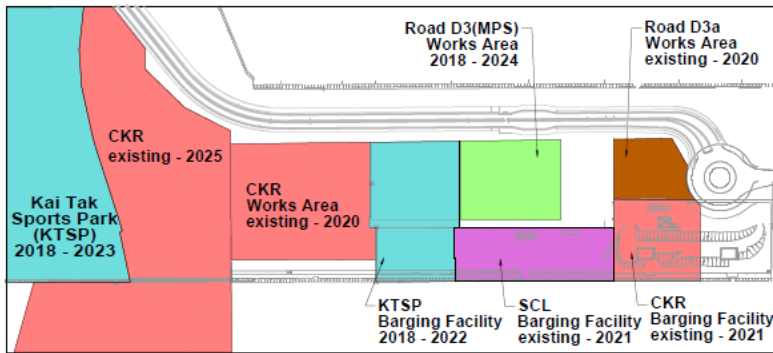 Road D3(MPS)
Works Area
2018 - 2024
Road D3a
Works Area
existing - 2020
CKR
existing - 2025
CKR
Works Area
existing - 2020
Kai Tak
Sports Park
(KTSP)
2018 - 2023
KTSP
Barging Facility
2018 - 2022
SCL
Barging Facility
existing - 2021
CKR
Barging Facility
existing - 2021